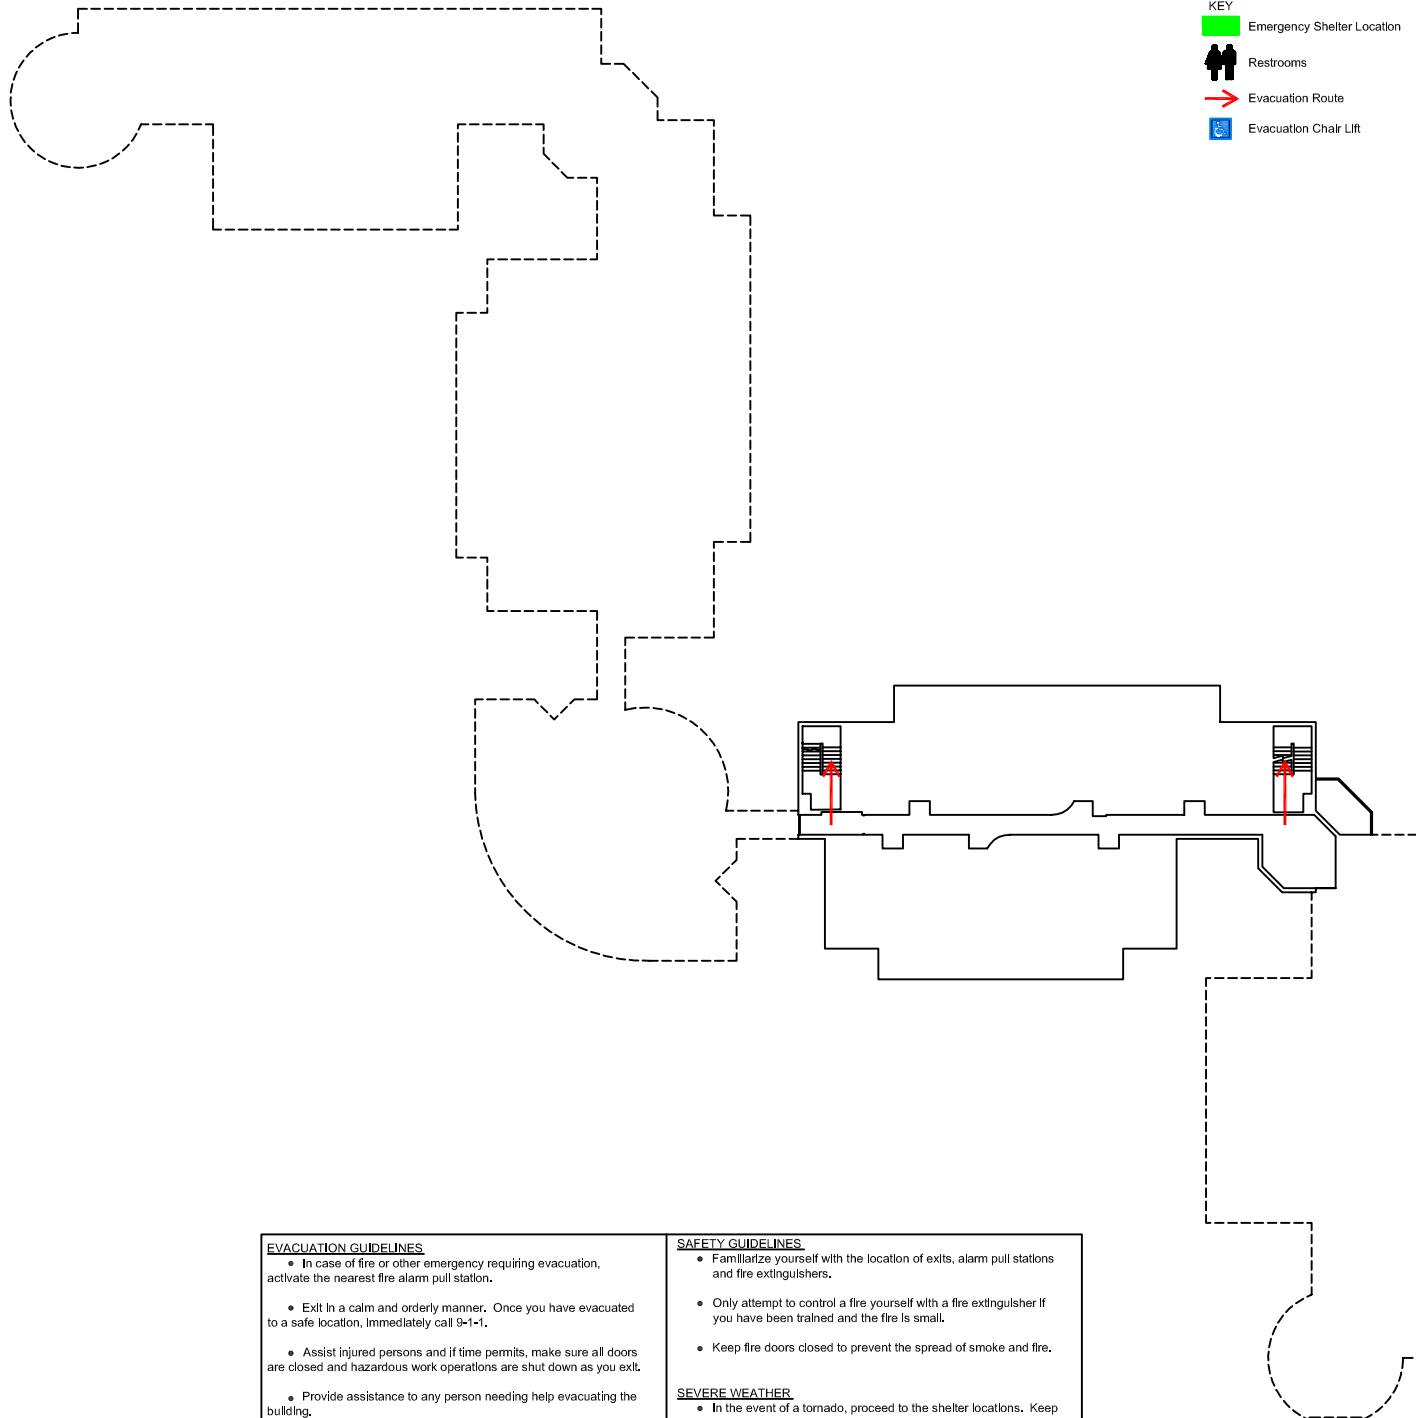 KEY
Emergency Shelter Location
Restrooms
Evacuation Route
Evacuation Chair Lift
EVACUATION GUIDELINES
• In case of fire or other emergency requiring evacuation,
activate the nearest fire alarm pull station.
• Exit in a calm and orderly manner. Once you have evacuated
to a safe location, immediately call 9-1-1.
• Assist injured persons and if time permits, make sure all doors
are closed and hazardous work operations are shut down as you exit.
• Provide assistance to any person needing help evacuating the
building.
SAFETY GUIDELINES
• Familiarize yourself with the location of exits, alarm pull stations
and fire extinguishers.
• Only attempt to control a fire yourself with a fire extinguisher if
you have been trained and the fire is small.
• Keep fire doors closed to prevent the spread of smoke and fire.
SEVERE WEATHER
• In the event of a tornado, proceed to the shelter locations. Keep